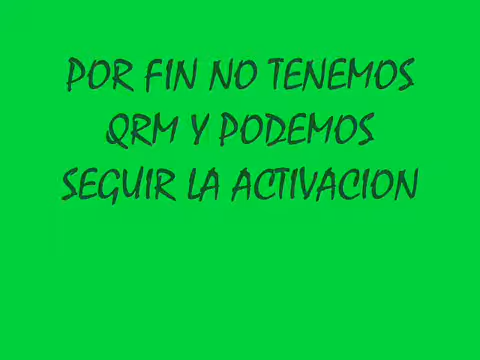 POR FIN NO TENEMOS
QRM Y PODEMOS
SEGUIR LA ACTIVACION